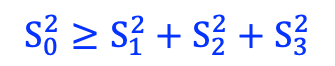 S₀² ≥ S₁² + S₂² + S₃²